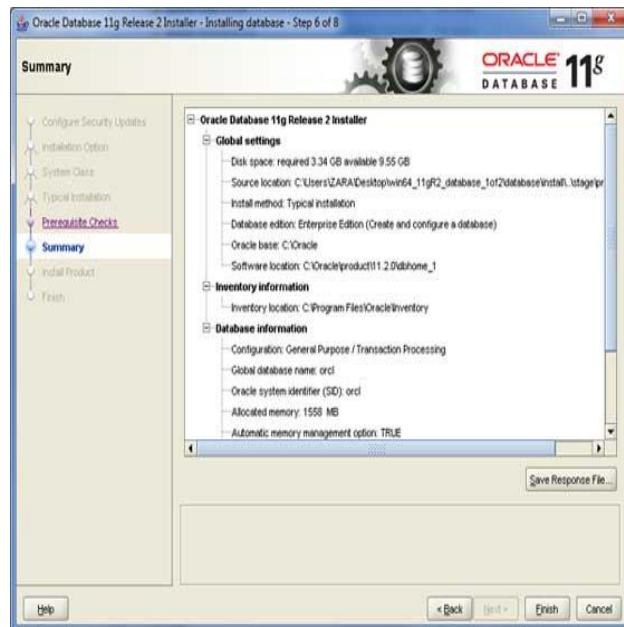 Oracle Database 11g Release 2 Installer - Installing database - Step 6 of 8
Summary
ORACLE DATABASE 11g
Configure Security Updates
Installation Option
System Class
Typical Installation
Prerequisite Checks
Summary
Install Product
Finish
Oracle Database 11g Release 2 Installer
Global settings
Disk space: required 3.34 GB available 9.55 GB
Source location: C:\Users\ZARA\Desktop\win64_11gR2_database_1of2\database\install\..\stage\pr
Install method: Typical installation
Database edition: Enterprise Edition (Create and configure a database)
Oracle base: C:\Oracle
Software location: C:\Oracle\product\11.2.0\dbhome_1
Inventory information
Inventory location: C:\Program Files\Oracle\Inventory
Database information
Configuration: General Purpose / Transaction Processing
Global database name: orcl
Oracle system identifier (SID): orcl
Allocated memory: 1558 MB
Automatic memory management option: TRUE
Save Response File...
Help
< Back
Next >
Finish
Cancel